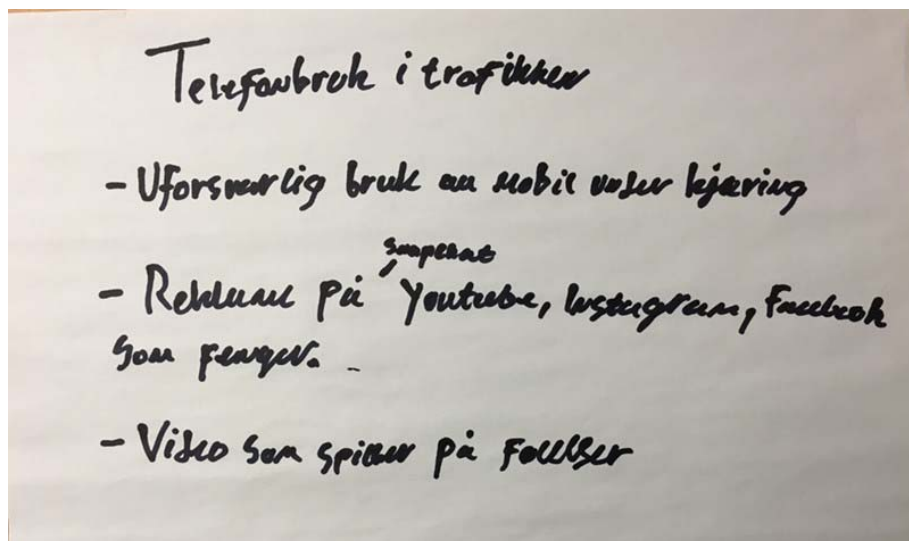 Telefonbruk i trafikken
- Uforsvarlig bruk av mobil under kjøring
snapchat
- Reklame på Youtube, Instagram, Facebook
som fenger.
- Video som spiller på følelser